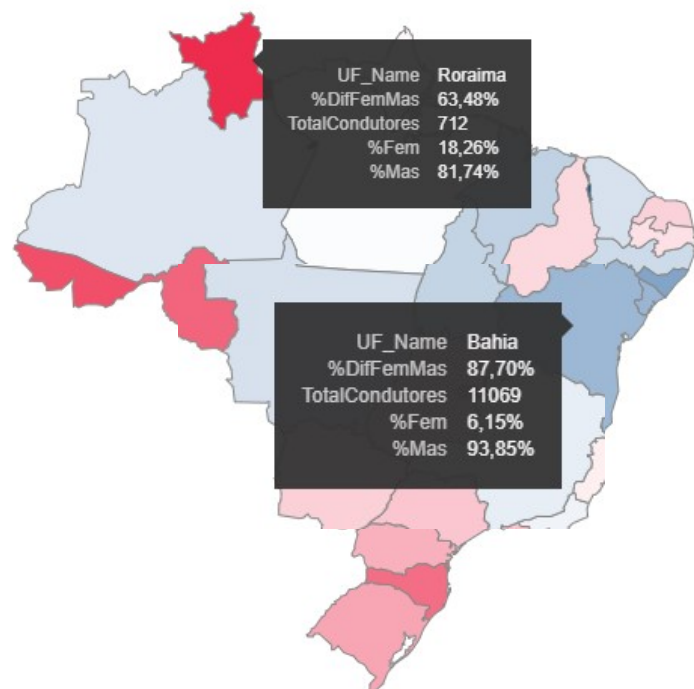 UF_Name Roraima
%DifFemMas 63,48%
TotalCondutores 712
%Fem 18,26%
%Mas 81,74%
UF_Name Bahia
%DifFemMas 87,70%
TotalCondutores 11069
%Fem 6,15%
%Mas 93,85%